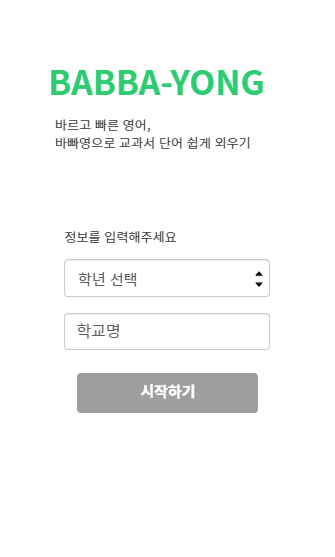 BABBA-YONG
바르고 빠른 영어,
바빠영으로 교과서 단어 쉽게 외우기
정보를 입력해주세요
학년 선택
학교명
시작하기